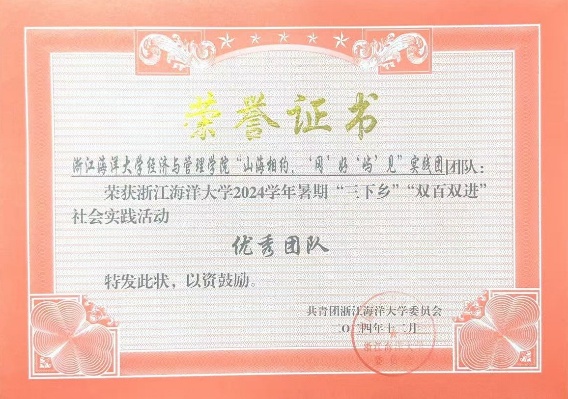 荣誉证书
浙江海洋大学经济与管理学院“山海相约，‘冈’好‘屿’见”实践团团队：
荣获浙江海洋大学2024学年暑期“三下乡”“双百双进”
社会实践活动
优秀团队
特发此状，以资鼓励。
共青团浙江海洋大学委员会
二〇二四年十二月